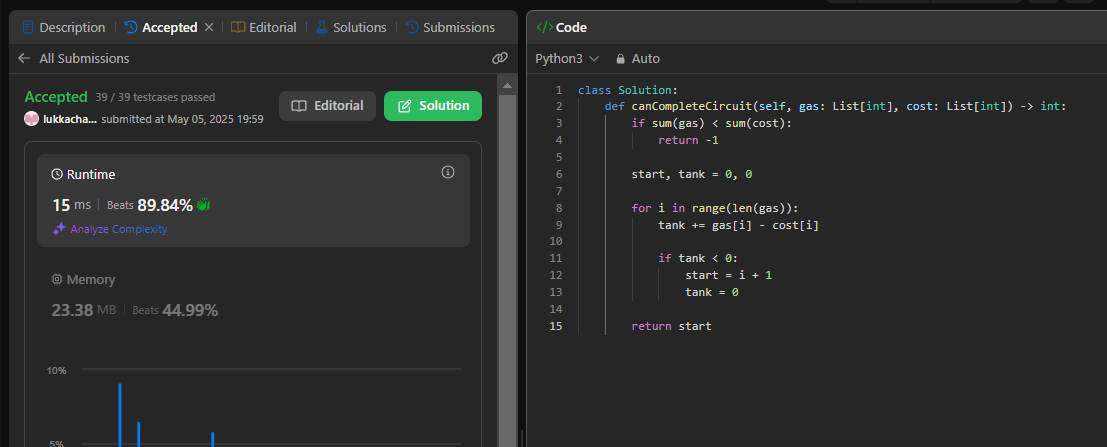 Description
Accepted
Editorial
Solutions
Submissions
All Submissions
Accepted 39 / 39 testcases passed
lukkacha... submitted at May 05, 2025 19:59
Editorial
Solution
Runtime
15 ms Beats 89.84%
Analyze Complexity
Memory
23.38 MB Beats 44.99%
10%
5%
</> Code
Python3 Auto
1 class Solution:
2     def canCompleteCircuit(self, gas: List[int], cost: List[int]) -> int:
3         if sum(gas) < sum(cost):
4             return -1
5
6         start, tank = 0, 0
7
8         for i in range(len(gas)):
9             tank += gas[i] - cost[i]
10
11             if tank < 0:
12                 start = i + 1
13                 tank = 0
14
15         return start